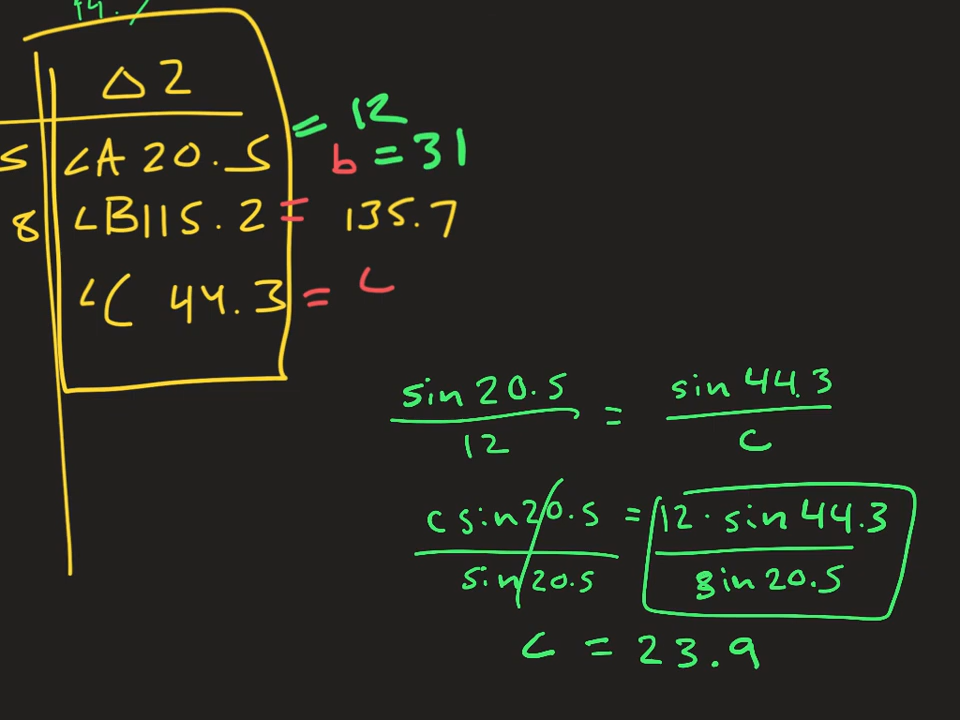 Δ 2
= 12
5 ∠A 20.5 b = 31
8 ∠B 115.2 = 135.7
∠C 44.3 = c
sin 20.5 / 12 = sin 44.3 / c
c sin 20.5 / sin 20.5 = 12 · sin 44.3 / sin 20.5
c = 23.9